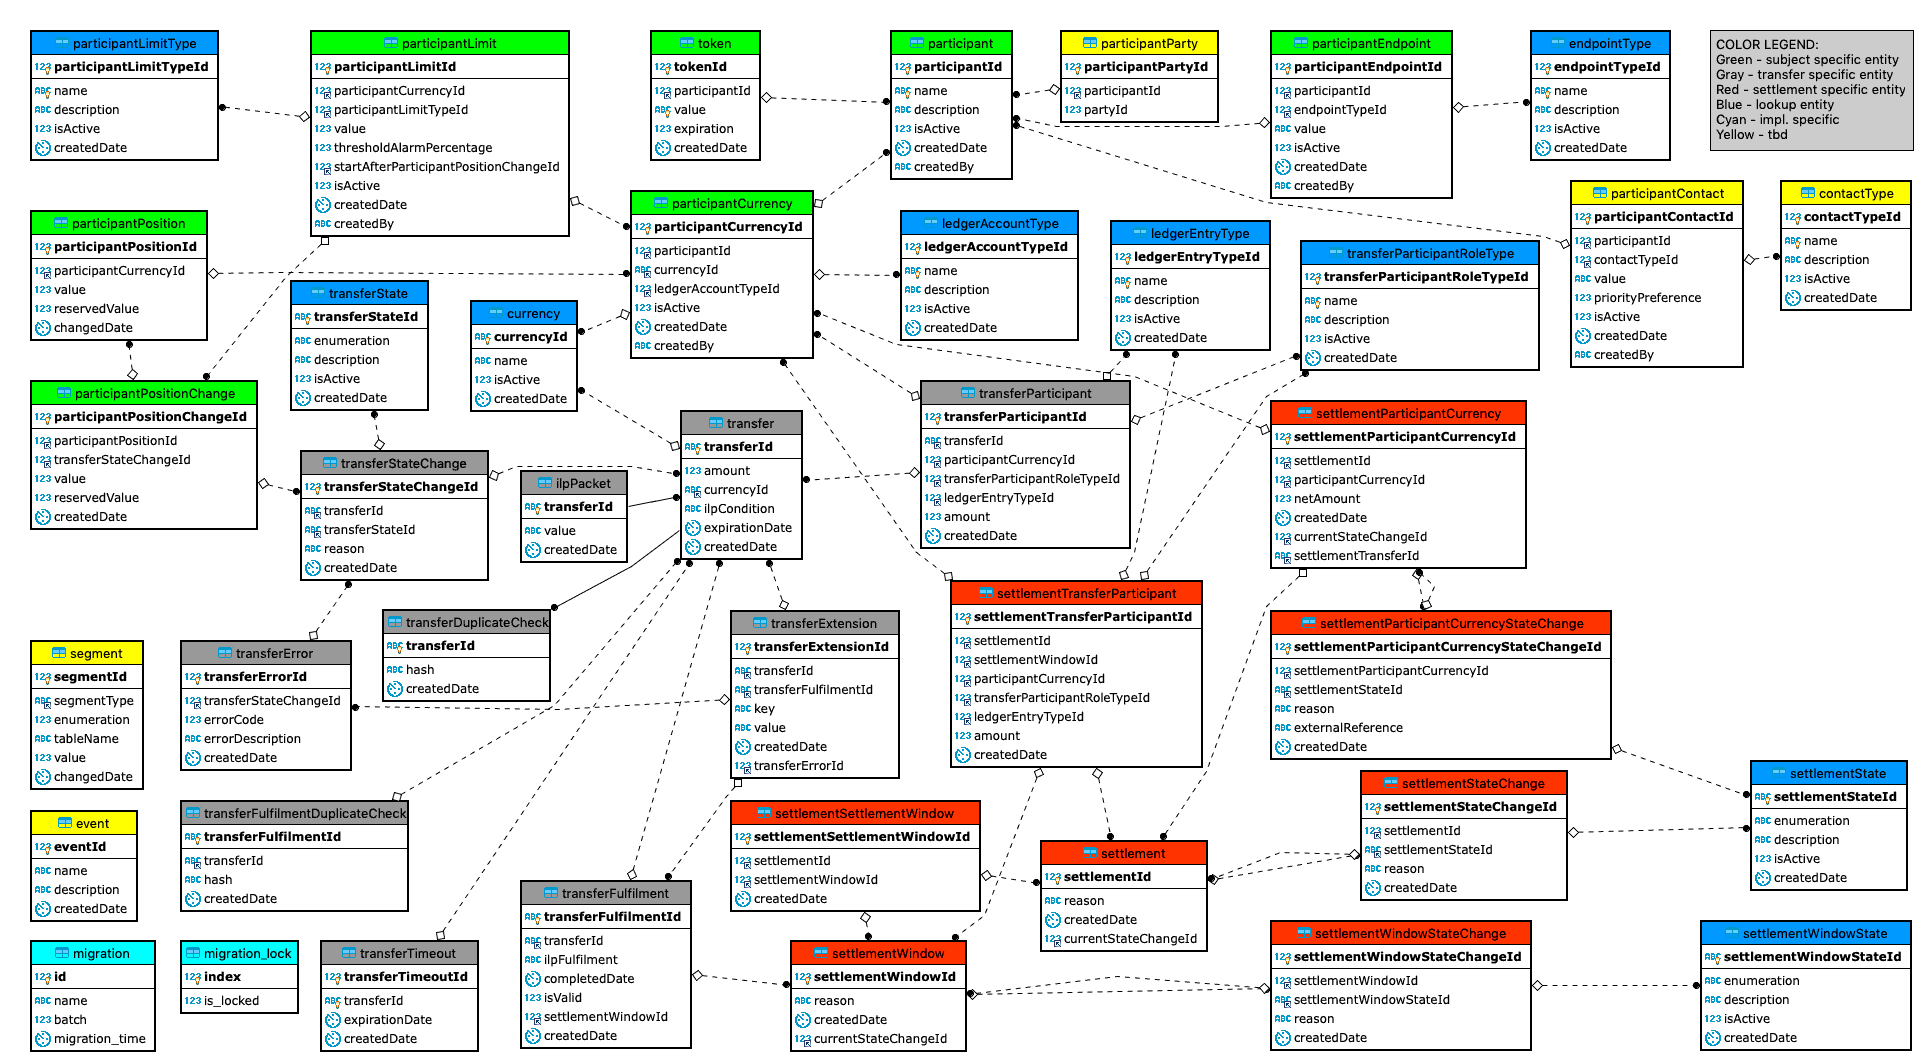 participantLimitType
participantLimitTypeId
name
description
isActive
createdDate
participantLimit
participantLimitId
participantCurrencyId
participantLimitTypeId
value
thresholdAlarmPercentage
startAfterParticipantPositionChangeId
isActive
createdDate
createdBy
token
tokenId
participantId
value
expiration
createdDate
participant
participantId
name
description
isActive
createdDate
createdBy
participantParty
participantPartyId
participantId
partyId
participantEndpoint
participantEndpointId
participantId
endpointTypeId
value
isActive
createdDate
createdBy
endpointType
endpointTypeId
name
description
isActive
createdDate
COLOR LEGEND:
Green - subject specific entity
Gray - transfer specific entity
Red - settlement specific entity
Blue - lookup entity
Cyan - impl. specific
Yellow - tbd
participantPosition
participantPositionId
participantCurrencyId
value
reservedValue
changedDate
participantCurrency
participantCurrencyId
participantId
currencyId
ledgerAccountTypeId
isActive
createdDate
createdBy
ledgerAccountType
ledgerAccountTypeId
name
description
isActive
createdDate
ledgerEntryType
ledgerEntryTypeId
name
description
isActive
createdDate
transferParticipantRoleType
transferParticipantRoleTypeId
name
description
isActive
createdDate
participantContact
participantContactId
participantId
contactTypeId
value
priorityPreference
isActive
createdDate
createdBy
contactType
contactTypeId
name
description
isActive
createdDate
transferState
transferStateId
enumeration
description
isActive
createdDate
currency
currencyId
name
isActive
createdDate
participantPositionChange
participantPositionChangeId
participantPositionId
transferStateChangeId
value
reservedValue
createdDate
transferStateChange
transferStateChangeId
transferId
transferStateId
reason
createdDate
ilpPacket
transferId
value
createdDate
transfer
transferId
amount
currencyId
ilpCondition
expirationDate
createdDate
transferParticipant
transferParticipantId
transferId
participantCurrencyId
transferParticipantRoleTypeId
ledgerEntryTypeId
amount
createdDate
settlementParticipantCurrency
settlementParticipantCurrencyId
settlementId
participantCurrencyId
netAmount
createdDate
currentStateChangeId
settlementTransferId
segment
segmentId
segmentType
enumeration
tableName
value
changedDate
transferError
transferErrorId
transferStateChangeId
errorCode
errorDescription
createdDate
transferDuplicateCheck
transferId
hash
createdDate
transferExtension
transferExtensionId
transferId
transferFulfilmentId
key
value
createdDate
transferErrorId
settlementTransferParticipant
settlementTransferParticipantId
settlementId
settlementWindowId
participantCurrencyId
transferParticipantRoleTypeId
ledgerEntryTypeId
amount
createdDate
settlementParticipantCurrencyStateChange
settlementParticipantCurrencyStateChangeId
settlementParticipantCurrencyId
settlementStateId
reason
externalReference
createdDate
event
eventId
name
description
createdDate
transferFulfilmentDuplicateCheck
transferFulfilmentId
transferId
hash
createdDate
settlementSettlementWindow
settlementSettlementWindowId
settlementId
settlementWindowId
createdDate
settlement
settlementId
reason
createdDate
currentStateChangeId
settlementStateChange
settlementStateChangeId
settlementId
settlementStateId
reason
createdDate
settlementState
settlementStateId
enumeration
description
isActive
createdDate
migration
id
name
batch
migration_time
migration_lock
index
is_locked
transferTimeout
transferTimeoutId
transferId
expirationDate
createdDate
transferFulfilment
transferFulfilmentId
transferId
ilpFulfilment
completedDate
isValid
settlementWindowId
createdDate
settlementWindow
settlementWindowId
reason
createdDate
currentStateChangeId
settlementWindowStateChange
settlementWindowStateChangeId
settlementWindowId
settlementWindowStateId
reason
createdDate
settlementWindowState
settlementWindowStateId
enumeration
description
isActive
createdDate